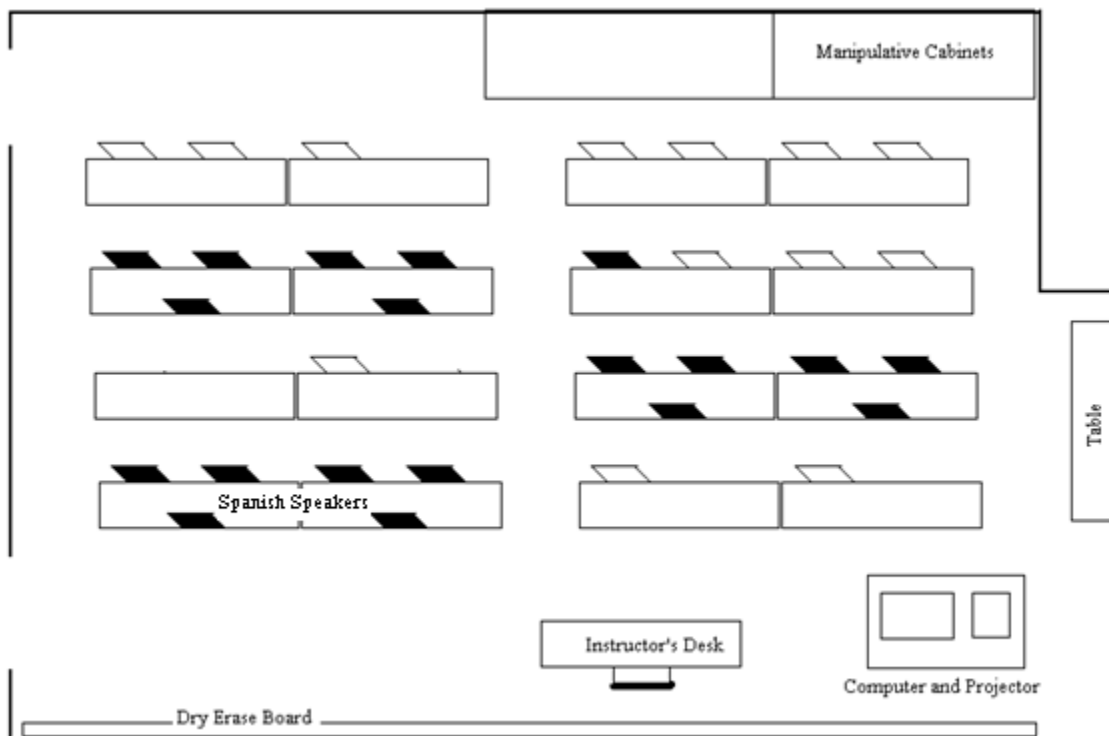 Manipulative Cabinets
Table
Spanish Speakers
Instructor's Desk
Computer and Projector
Dry Erase Board